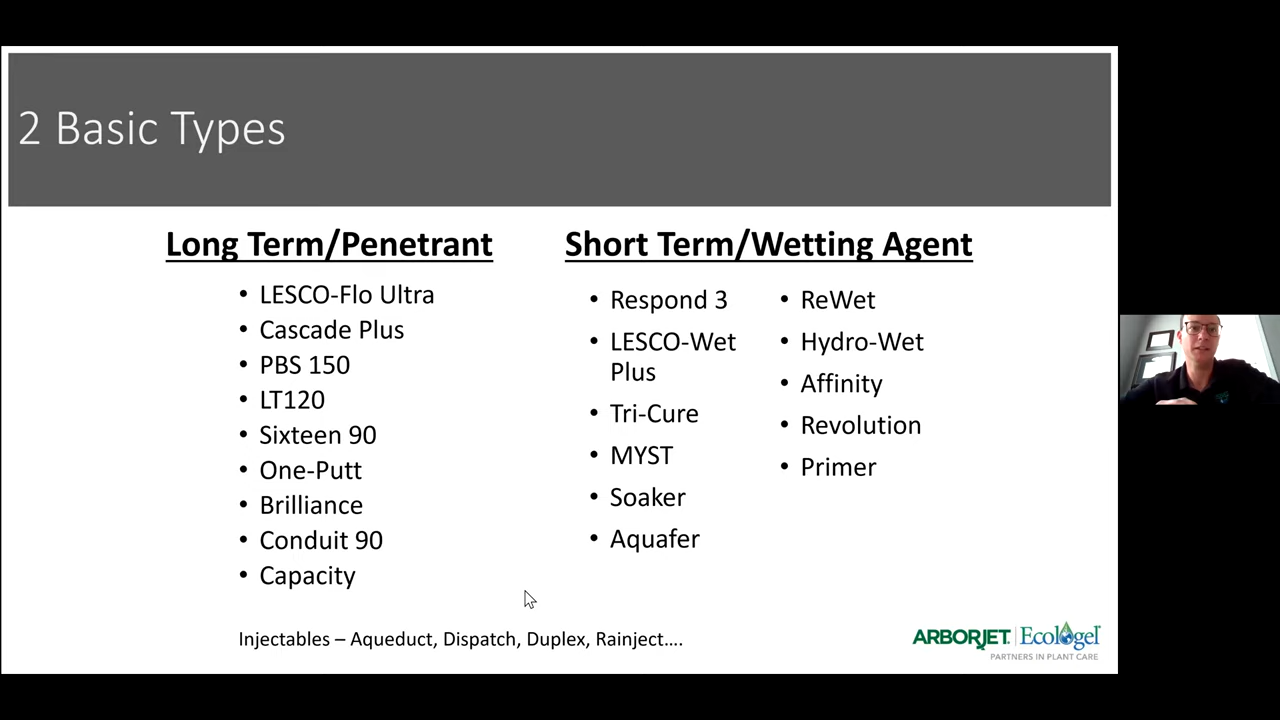 2 Basic Types
Long Term/Penetrant
• LESCO-Flo Ultra
• Cascade Plus
• PBS 150
• LT120
• Sixteen 90
• One-Putt
• Brilliance
• Conduit 90
• Capacity
Short Term/Wetting Agent
• Respond 3
• LESCO-Wet
Plus
• Tri-Cure
• MYST
• Soaker
• Aquafer
• ReWet
• Hydro-Wet
• Affinity
• Revolution
• Primer
Injectables – Aqueduct, Dispatch, Duplex, Rainject....
ARBORJET | Ecologel
PARTNERS IN PLANT CARE